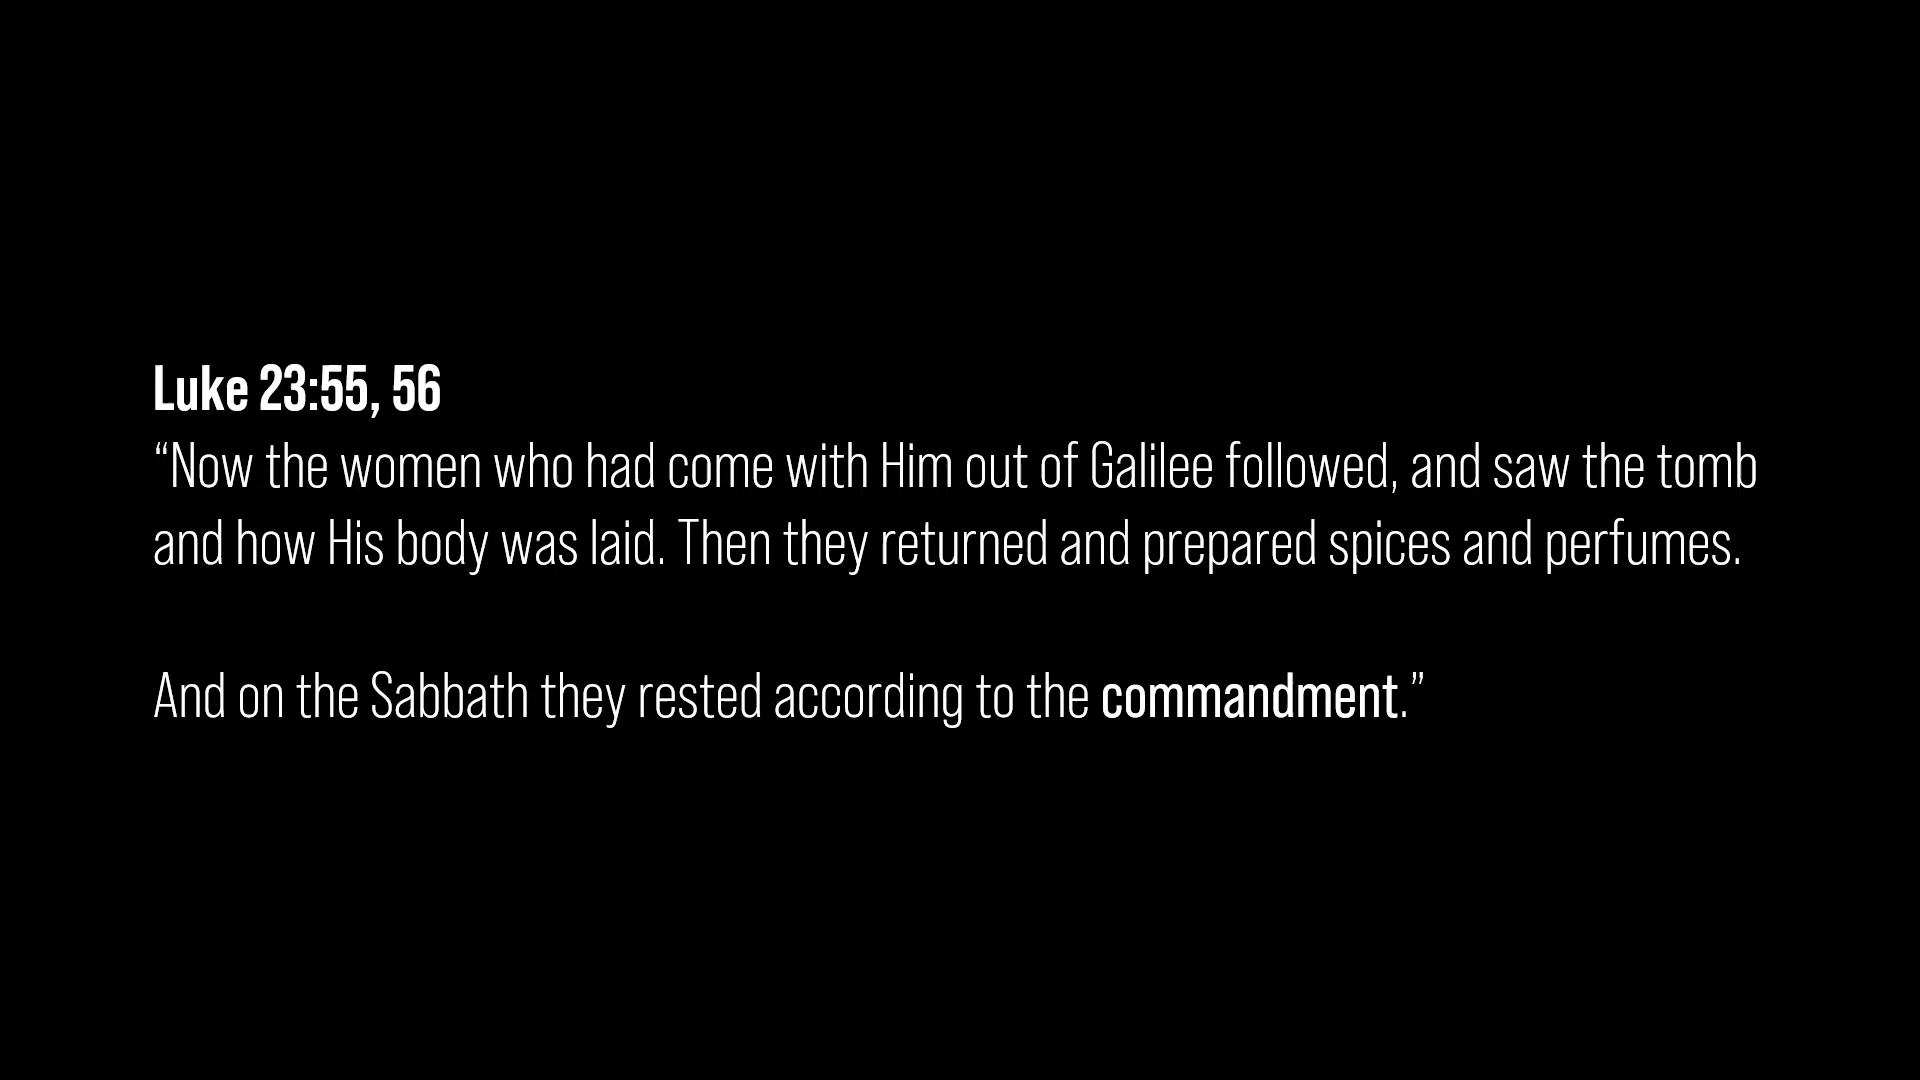 Luke 23:55, 56
“Now the women who had come with Him out of Galilee followed, and saw the tomb
and how His body was laid. Then they returned and prepared spices and perfumes.
And on the Sabbath they rested according to the commandment.”